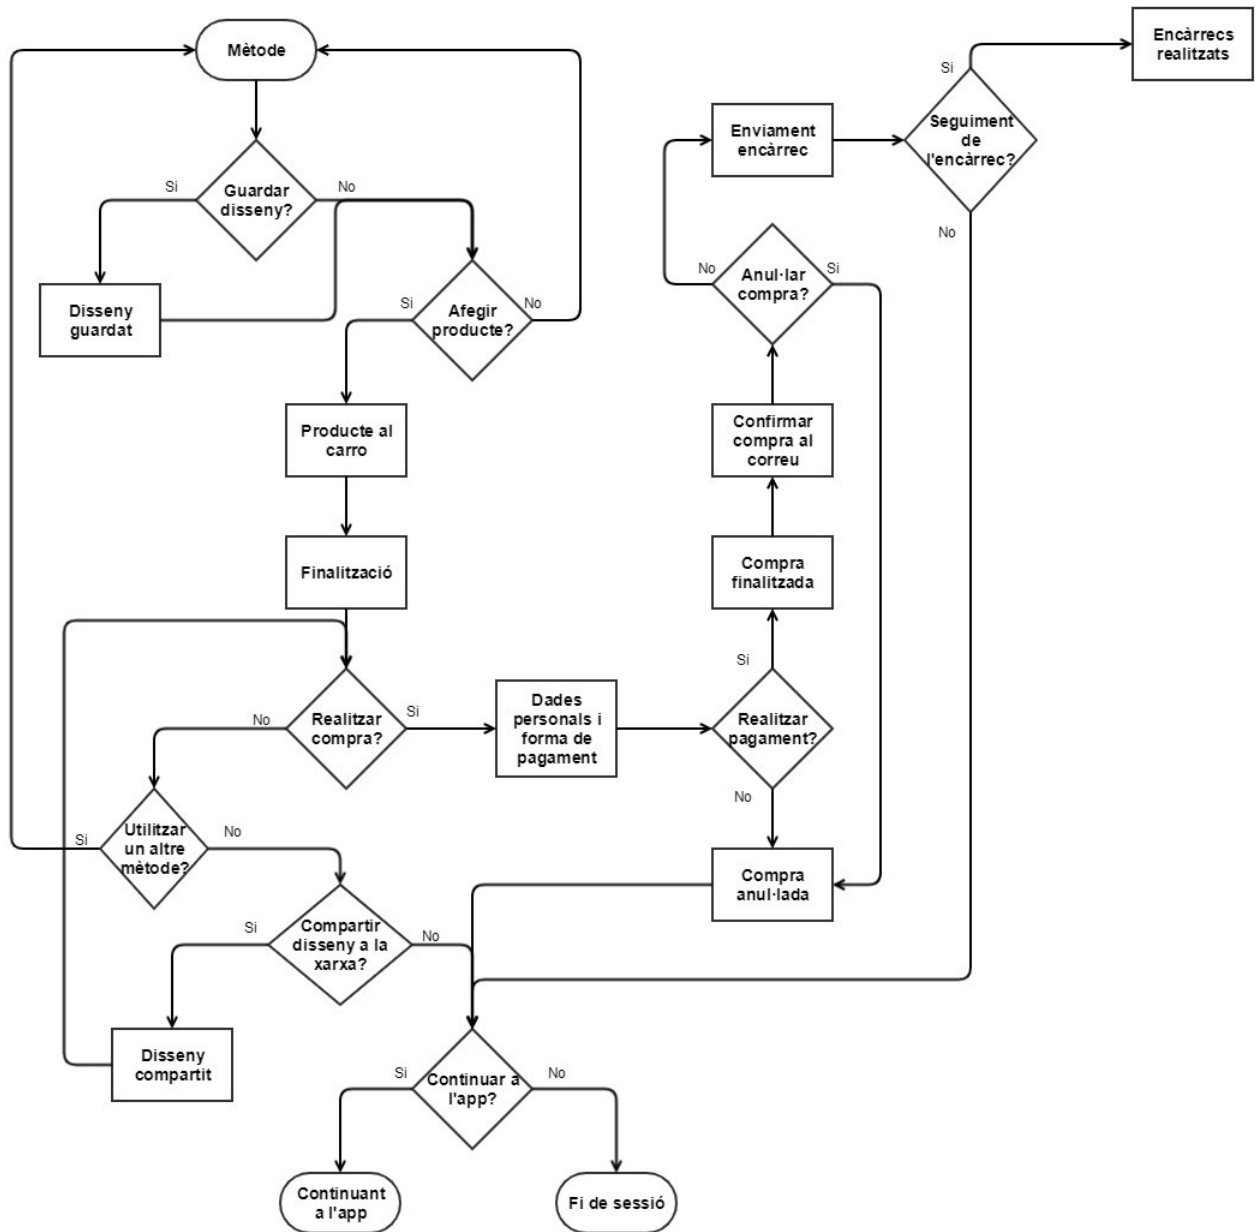 Mètode
Encàrrecs
realitzats
Si
Enviament
encàrrec
Seguiment
de
l'encàrrec?
Si
No
Guardar
disseny?
No
No
Anul·lar
compra?
Si
Disseny
guardat
Si
Afegir
producte?
No
Producte al
carro
Confirmar
compra al
correu
Finalització
Compra
finalitzada
No
Realitzar
compra?
Si
Dades
personals i
forma de
pagament
Si
Realitzar
pagament?
No
Si
Utilitzar
un altre
mètode?
No
Compra
anul·lada
Si
Compartir
disseny a la
xarxa?
No
Disseny
compartit
Si
Continuar a
l'app?
No
Continuant
a l'app
Fi de sessió